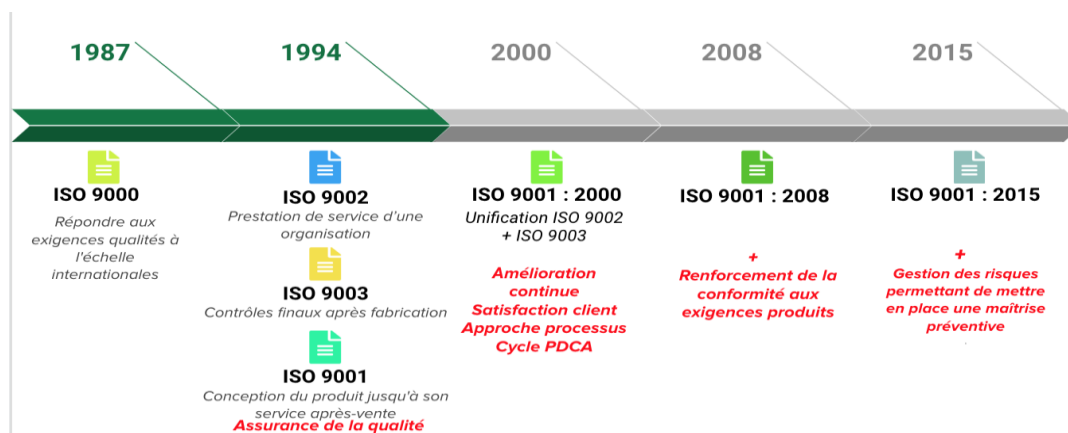 1987
1994
2000
2008
2015
ISO 9000
Répondre aux
exigences qualités à
l'échelle
internationales
ISO 9002
Prestation de service d'une
organisation
ISO 9003
Contrôles finaux après fabrication
ISO 9001
Conception du produit jusqu'à son
service après-vente
Assurance de la qualité
ISO 9001 : 2000
Unification ISO 9002
+ ISO 9003
Amélioration
continue
Satisfaction client
Approche processus
Cycle PDCA
ISO 9001 : 2008
+
Renforcement de la
conformité aux
exigences produits
ISO 9001 : 2015
+
Gestion des risques
permettant de mettre
en place une maîtrise
préventive